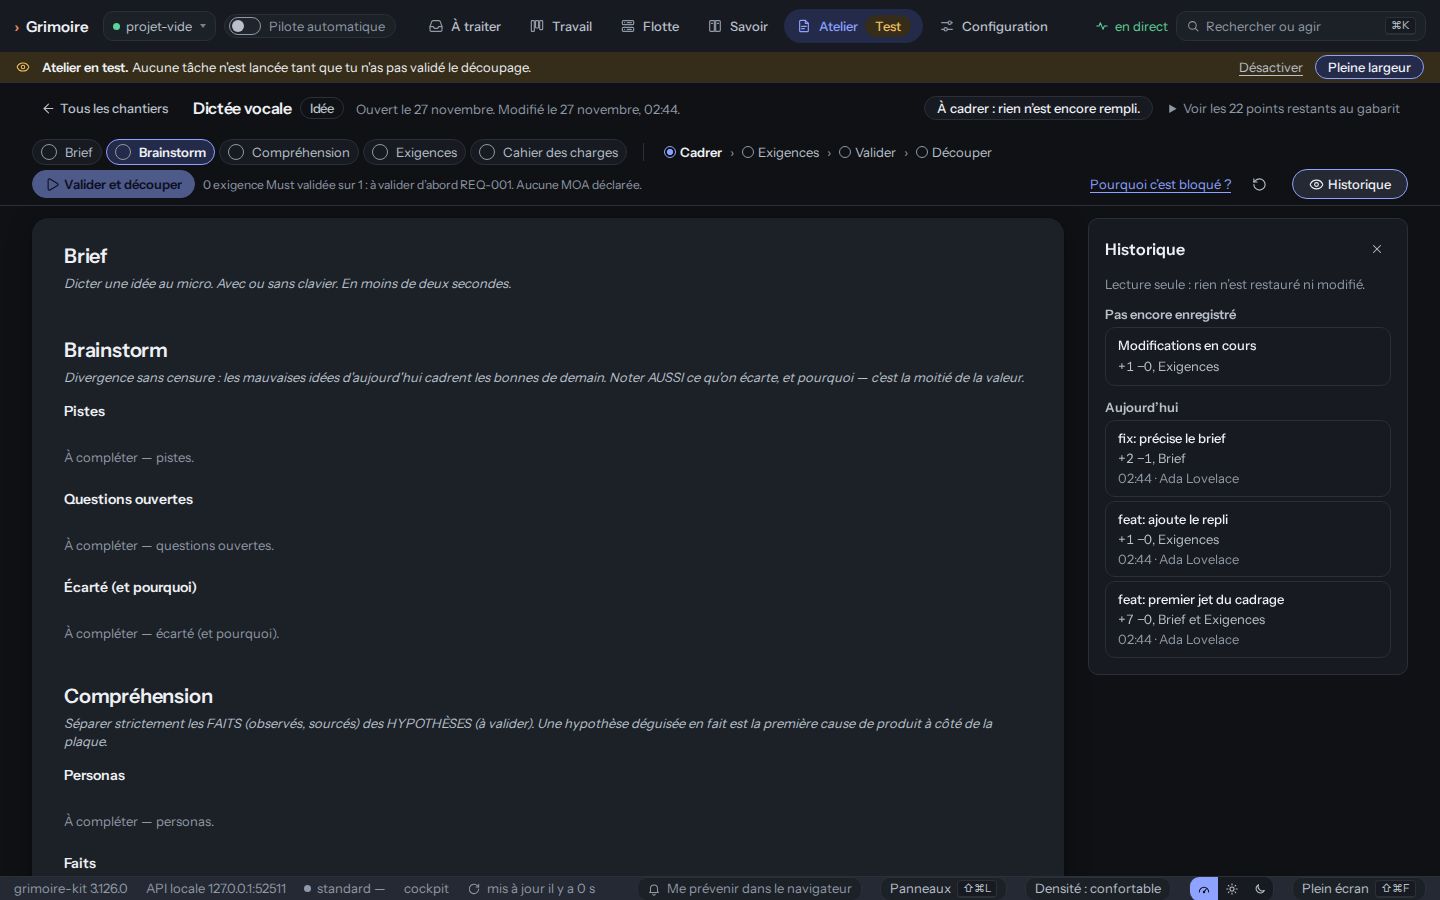 › Grimoire projet-vide Pilote automatique À traiter Travail Flotte Savoir Atelier Test Configuration en direct Rechercher ou agir ⌘K
Atelier en test. Aucune tâche n'est lancée tant que tu n'as pas validé le découpage. Désactiver Pleine largeur
← Tous les chantiers Dictée vocale Idée Ouvert le 27 novembre. Modifié le 27 novembre, 02:44. À cadrer : rien n'est encore rempli. ▶ Voir les 22 points restants au gabarit
Brief Brainstorm Compréhension Exigences Cahier des charges Cadrer › Exigences › Valider › Découper
Valider et découper 0 exigence Must validée sur 1 : à valider d'abord REQ-001. Aucune MOA déclarée. Pourquoi c'est bloqué ? Historique
Brief
Dicter une idée au micro. Avec ou sans clavier. En moins de deux secondes.
Brainstorm
Divergence sans censure : les mauvaises idées d'aujourd'hui cadrent les bonnes de demain. Noter AUSSI ce qu'on écarte, et pourquoi — c'est la moitié de la valeur.
Pistes
À compléter — pistes.
Questions ouvertes
À compléter — questions ouvertes.
Écarté (et pourquoi)
À compléter — écarté (et pourquoi).
Compréhension
Séparer strictement les FAITS (observés, sourcés) des HYPOTHÈSES (à valider). Une hypothèse déguisée en fait est la première cause de produit à côté de la
plaque.
Personas
À compléter — personas.
Faits
Historique
Lecture seule : rien n'est restauré ni modifié.
Pas encore enregistré
Modifications en cours
+1 −0, Exigences
Aujourd'hui
fix: précise le brief
+2 −1, Brief
02:44 · Ada Lovelace
feat: ajoute le repli
+1 −0, Exigences
02:44 · Ada Lovelace
feat: premier jet du cadrage
+7 −0, Brief et Exigences
02:44 · Ada Lovelace
grimoire-kit 3.126.0 API locale 127.0.0.1:52511 standard — cockpit mis à jour il y a 0 s Me prévenir dans le navigateur Panneaux ⇧⌘L Densité : confortable Plein écran ⇧⌘F